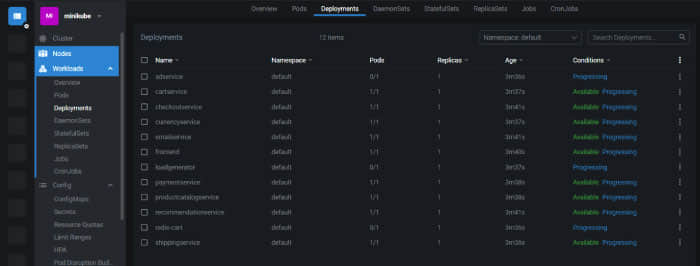 Mi minikube
Cluster
Nodes
Workloads
Overview
Pods
Deployments
DaemonSets
StatefulSets
ReplicaSets
Jobs
CronJobs
Config
ConfigMaps
Secrets
Resource Quotas
Limit Ranges
HPA
Pod Disruption Bui...
Overview Pods Deployments DaemonSets StatefulSets ReplicaSets Jobs CronJobs
Deployments 12 items Namespace: default Search Deployments...
Name Namespace Pods Replicas Age Conditions
adservice default 0/1 1 3m36s Progressing
cartservice default 1/1 1 3m37s Available Progressing
checkoutservice default 1/1 1 3m41s Available Progressing
currencyservice default 1/1 1 3m37s Available Progressing
emailservice default 1/1 1 3m41s Available Progressing
frontend default 1/1 1 3m40s Available Progressing
loadgenerator default 0/1 1 3m37s Progressing
paymentservice default 1/1 1 3m38s Available Progressing
productcatalogservice default 1/1 1 3m38s Available Progressing
recommendationservice default 1/1 1 3m41s Available Progressing
redis-cart default 0/1 1 3m36s Progressing
shippingservice default 1/1 1 3m36s Available Progressing